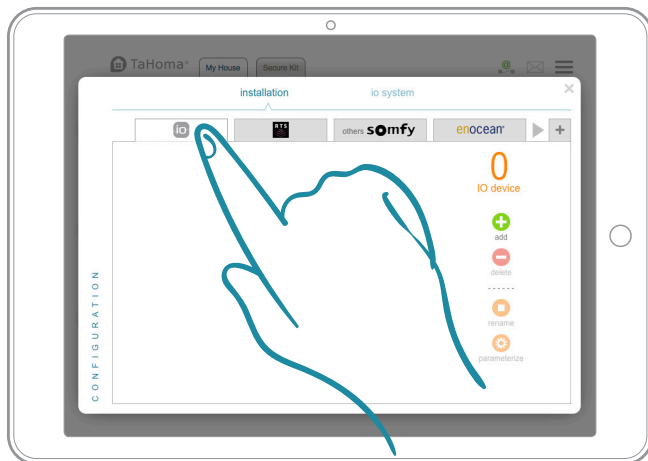 TaHoma®
My House
Secure Kit
@
installation
io system
io
RTS
others somfy
enocean®
0
IO device
add
delete
rename
parameterize
CONFIGURATION